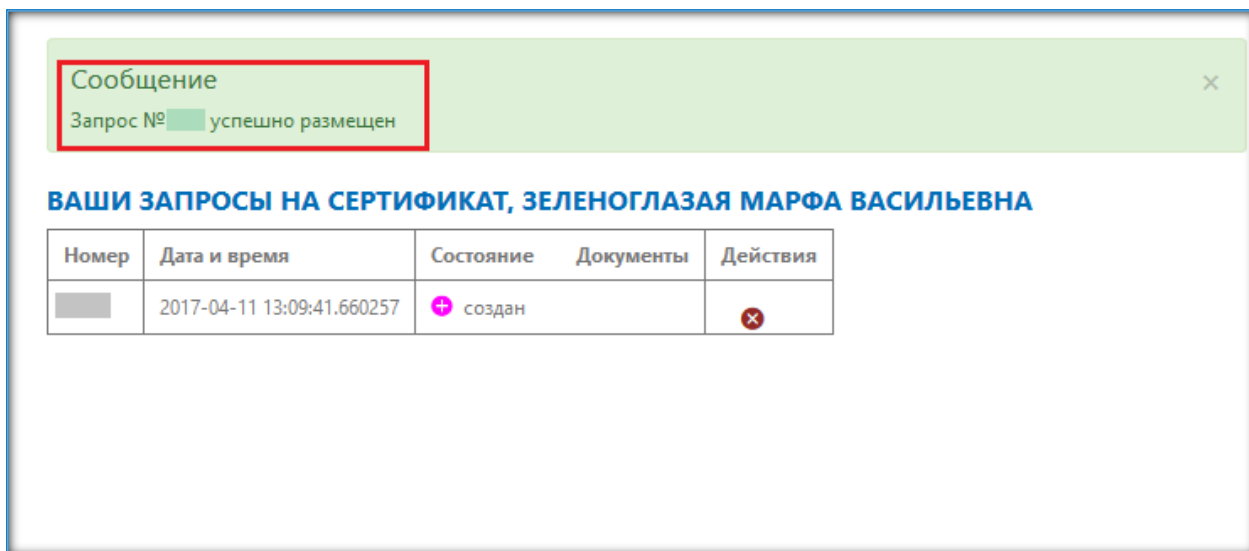 Сообщение
Запрос № успешно размещен
ВАШИ ЗАПРОСЫ НА СЕРТИФИКАТ, ЗЕЛЕНОГЛАЗАЯ МАРФА ВАСИЛЬЕВНА
Номер Дата и время Состояние Документы Действия
2017-04-11 13:09:41.660257 создан